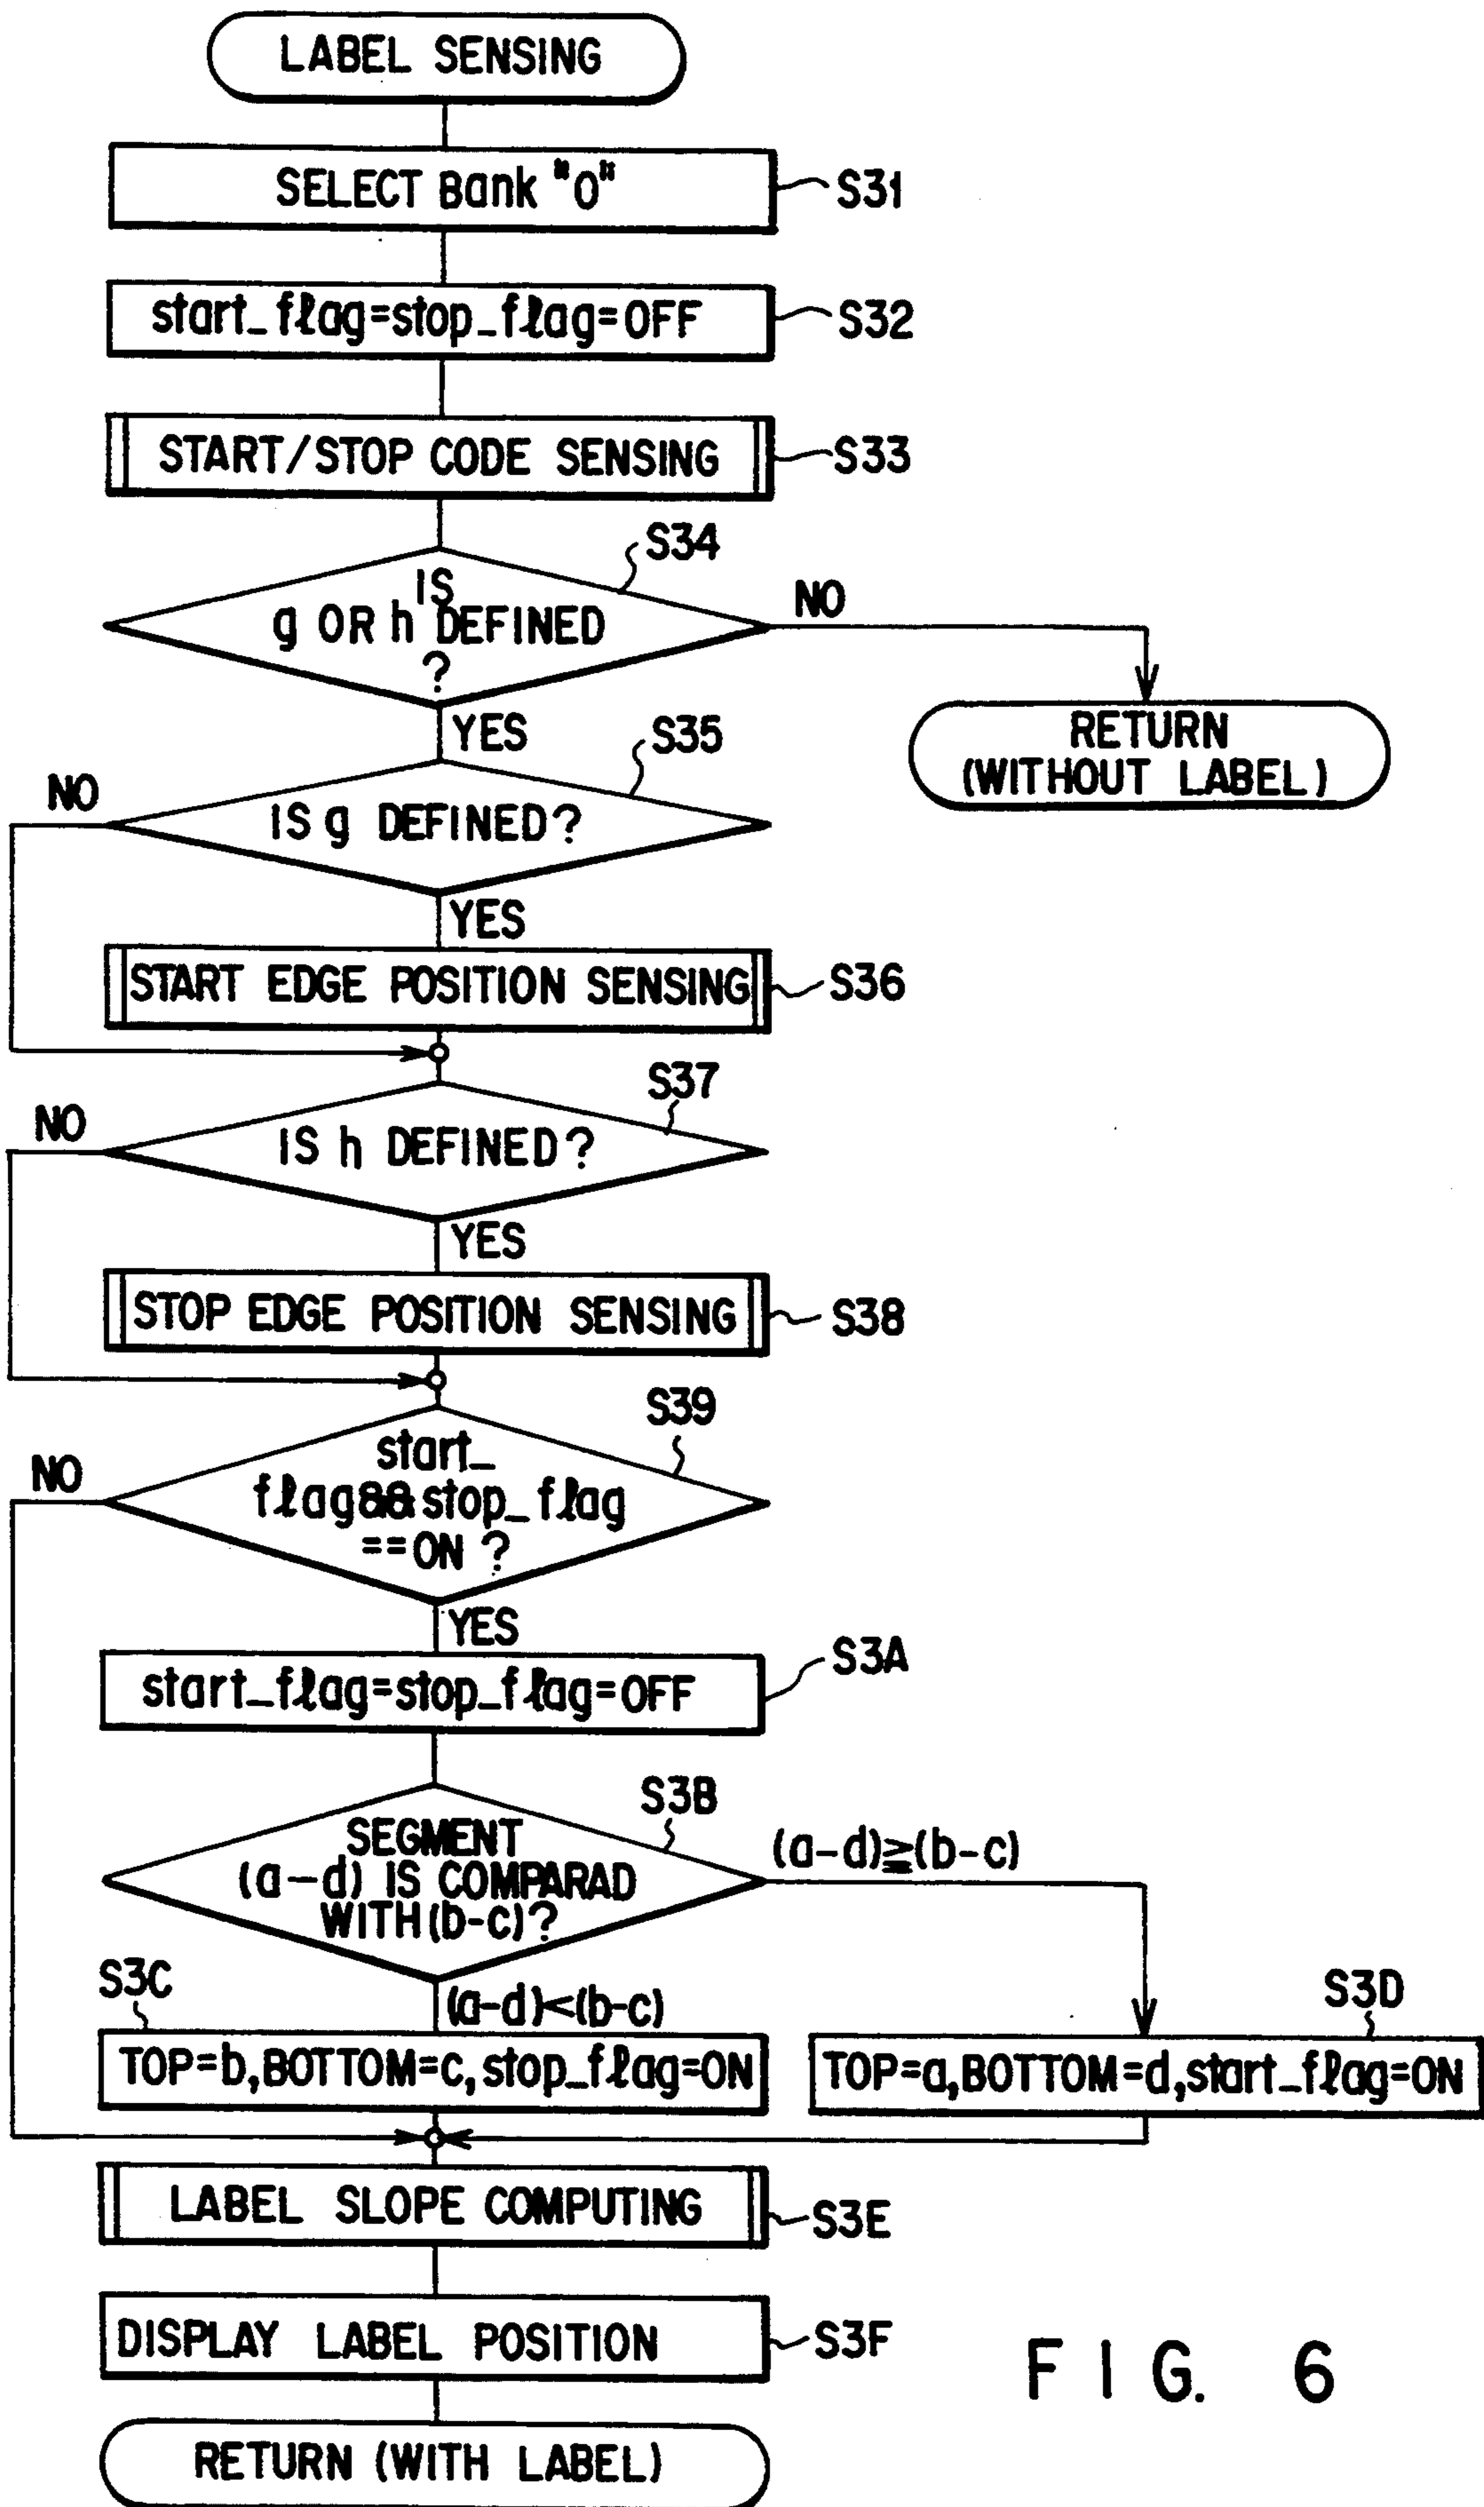 LABEL SENSING
SELECT Bank "0"
S31
start_flag=stop_flag=OFF
S32
START/STOP CODE SENSING
S33
S34
IS
g OR h DEFINED
?
NO
RETURN
(WITHOUT LABEL)
YES
S35
NO
IS g DEFINED?
YES
START EDGE POSITION SENSING
S36
S37
NO
IS h DEFINED?
YES
STOP EDGE POSITION SENSING
S38
S39
NO
start_
flag&&stop_flag
==ON ?
YES
start_flag=stop_flag=OFF
S3A
S3B
SEGMENT
(a-d) IS COMPARAD
WITH(b-c)?
(a-d)≧(b-c)
S3C
(a-d)<(b-c)
S3D
TOP=b,BOTTOM=c,stop_flag=ON
TOP=a,BOTTOM=d,start_flag=ON
LABEL SLOPE COMPUTING
S3E
DISPLAY LABEL POSITION
S3F
RETURN (WITH LABEL)
FIG. 6